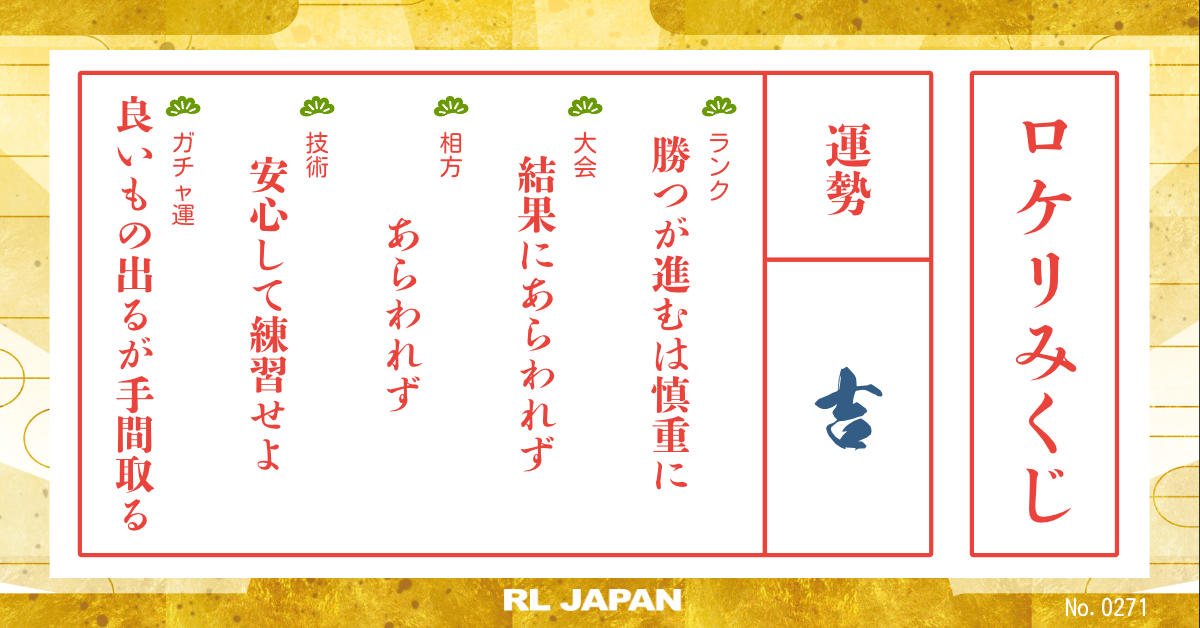 ロケリみくじ
運勢
吉
ランク
勝つが進むは慎重に
大会
結果にあらわれず
相方
あらわれず
技術
安心して練習せよ
ガチャ運
良いもの出るが手間取る
RL JAPAN
No. 0271